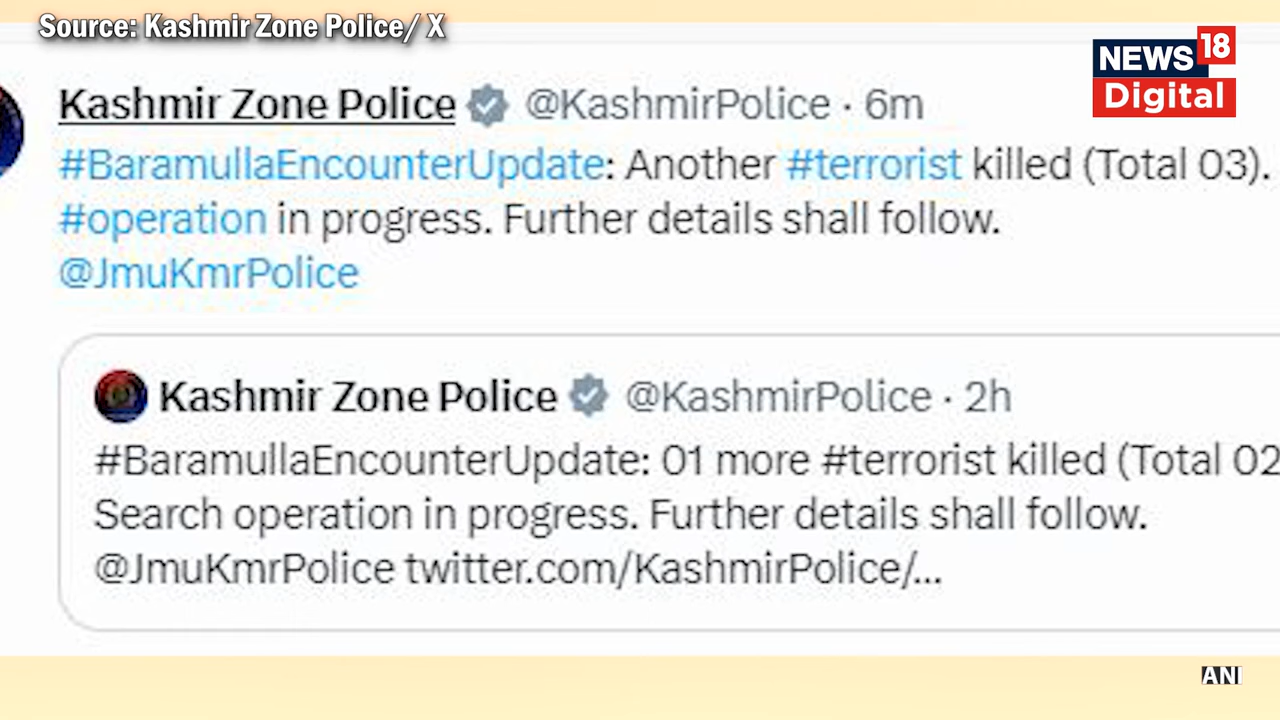 Source: Kashmir Zone Police/ X
NEWS 18
Digital
Kashmir Zone Police @KashmirPolice · 6m
#BaramullaEncounterUpdate: Another #terrorist killed (Total 03).
#operation in progress. Further details shall follow.
@JmuKmrPolice
Kashmir Zone Police @KashmirPolice · 2h
#BaramullaEncounterUpdate: 01 more #terrorist killed (Total 02
Search operation in progress. Further details shall follow.
@JmuKmrPolice twitter.com/KashmirPolice/...
ANI